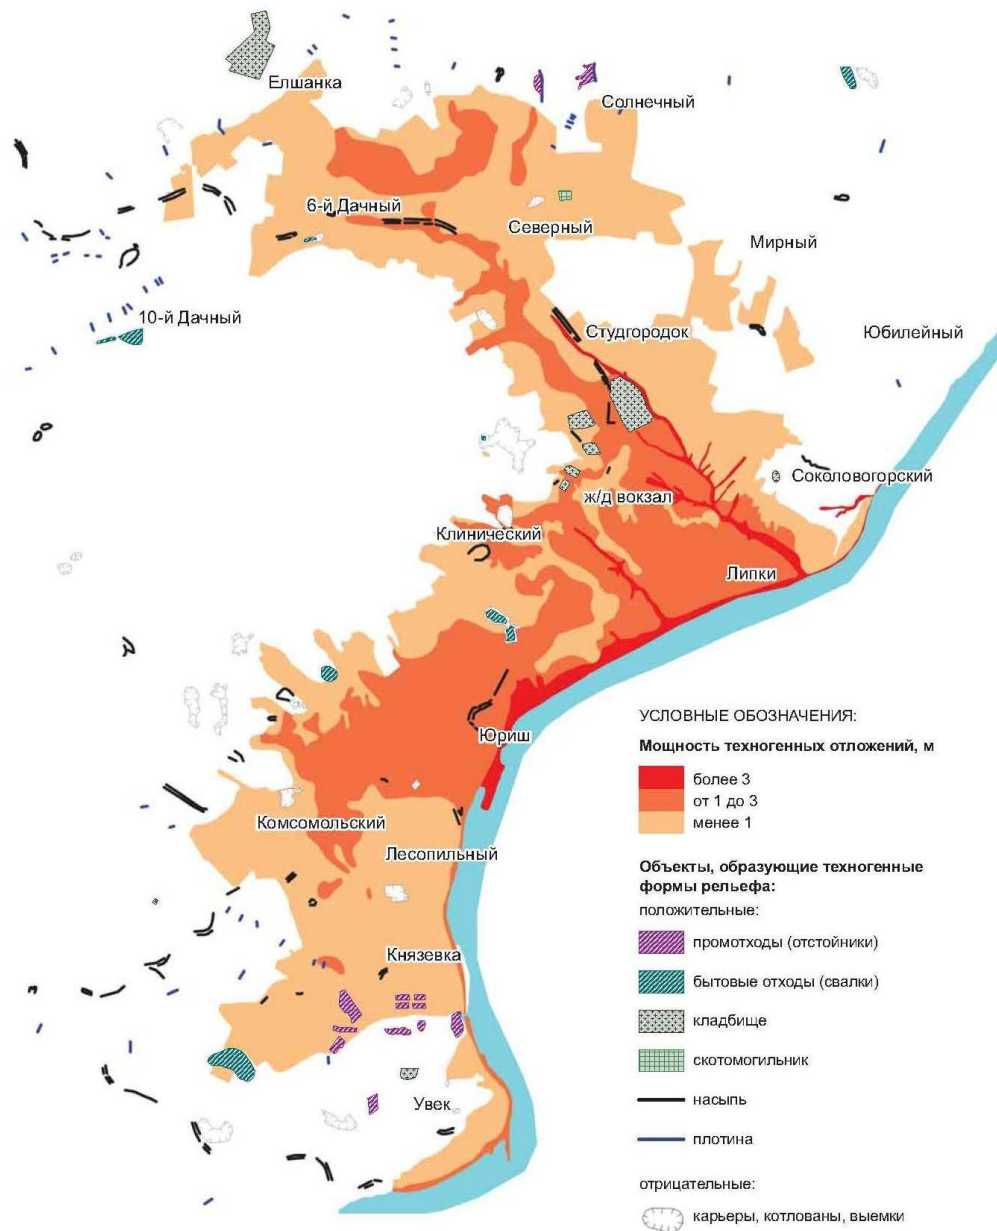 Елшанка
Солнечный
6-й Дачный
Северный
Мирный
10-й Дачный
Студгородок
Юбилейный
Соколовогорский
ж/д вокзал
Клинический
Липки
Юриш
Комсомольский
Лесопильный
Князевка
Увек
УСЛОВНЫЕ ОБОЗНАЧЕНИЯ:
Мощность техногенных отложений, м
более 3
от 1 до 3
менее 1
Объекты, образующие техногенные
формы рельефа:
положительные:
промотходы (отстойники)
бытовые отходы (свалки)
кладбище
скотомогильник
насыпь
плотина
отрицательные:
карьеры, котлованы, выемки